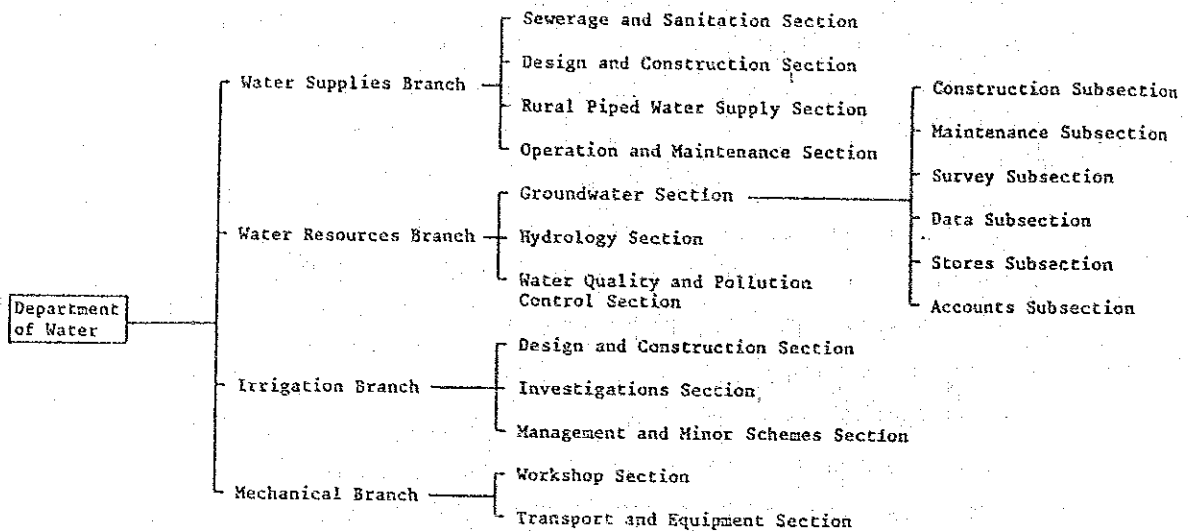 Department
of Water
Water Supplies Branch
Sewerage and Sanitation Section
Design and Construction Section
Rural Piped Water Supply Section
Operation and Maintenance Section
Water Resources Branch
Groundwater Section
Construction Subsection
Maintenance Subsection
Survey Subsection
Data Subsection
Stores Subsection
Accounts Subsection
Hydrology Section
Water Quality and Pollution
Control Section
Irrigation Branch
Design and Construction Section
Investigations Section
Management and Minor Schemes Section
Mechanical Branch
Workshop Section
Transport and Equipment Section